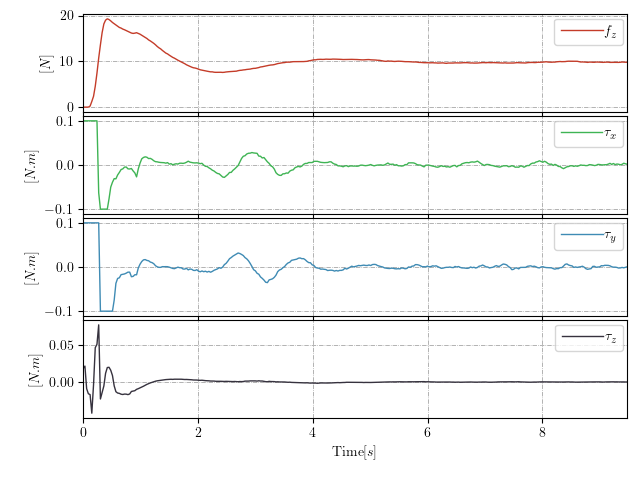 20
10
0
[N]
f_z
0.1
0.0
−0.1
[N.m]
τ_x
0.1
0.0
−0.1
[N.m]
τ_y
0.05
0.00
[N.m]
τ_z
0 2 4 6 8
Time[s]